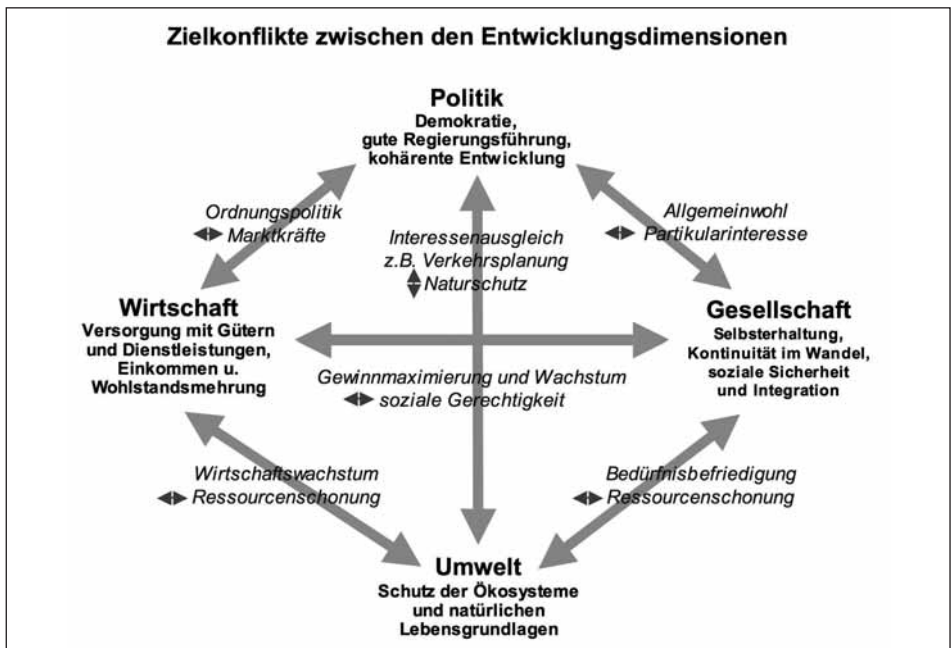 Zielkonflikte zwischen den Entwicklungsdimensionen
Politik
Demokratie,
gute Regierungsführung,
kohärente Entwicklung
Ordnungspolitik
Marktkräfte
Interessenausgleich
z.B. Verkehrsplanung
Naturschutz
Allgemeinwohl
Partikularinteresse
Wirtschaft
Versorgung mit Gütern
und Dienstleistungen,
Einkommen u.
Wohlstandsmehrung
Gesellschaft
Selbsterhaltung,
Kontinuität im Wandel,
soziale Sicherheit
und Integration
Gewinnmaximierung und Wachstum
soziale Gerechtigkeit
Wirtschaftswachstum
Ressourcenschonung
Bedürfnisbefriedigung
Ressourcenschonung
Umwelt
Schutz der Ökosysteme
und natürlichen
Lebensgrundlagen